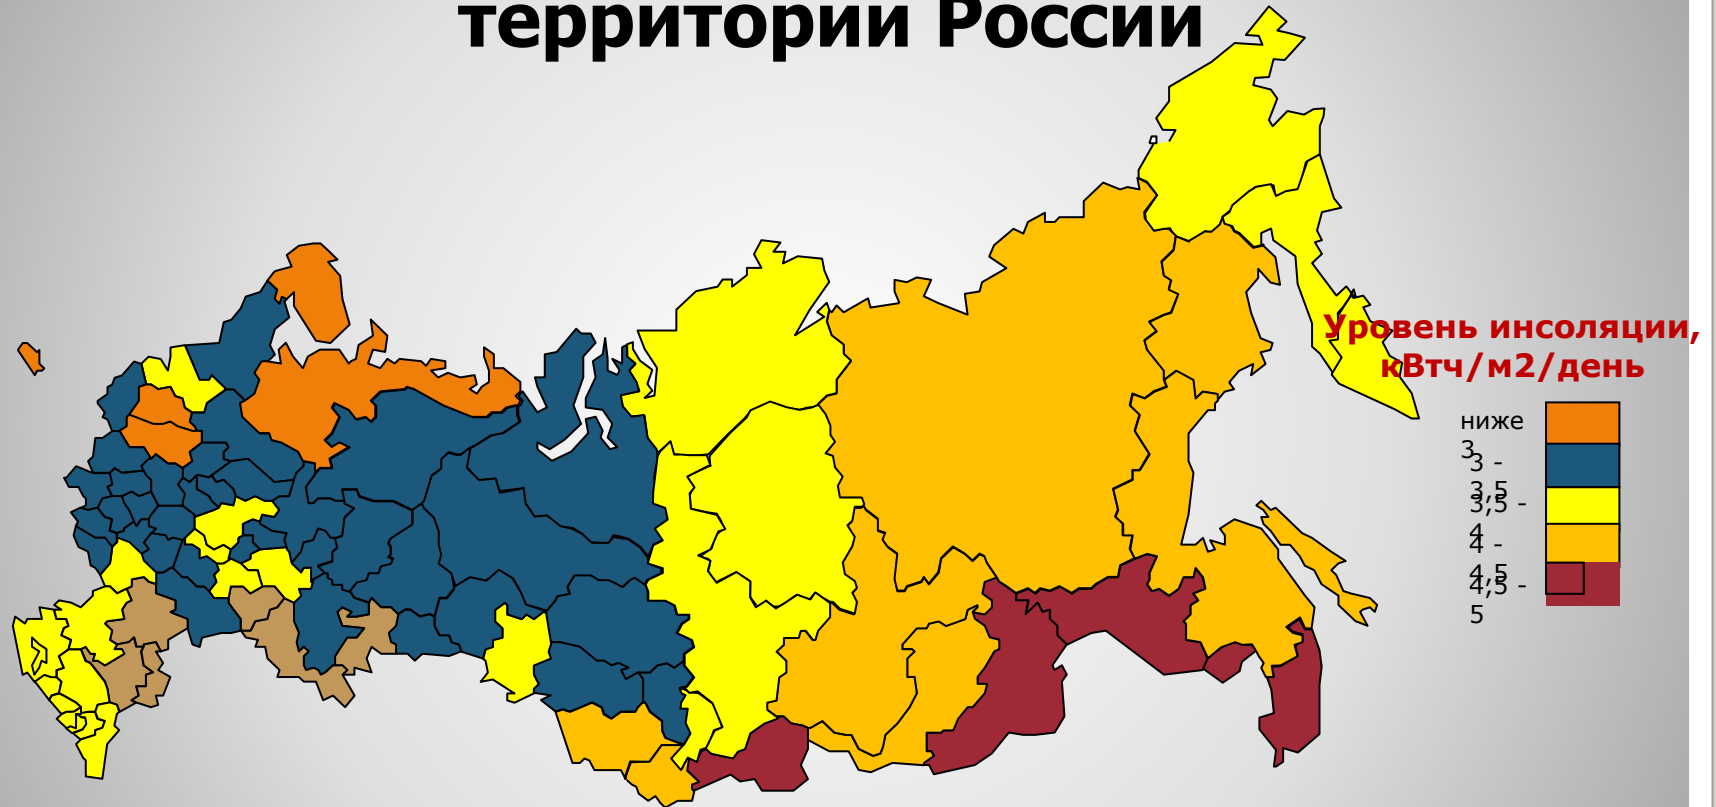 территории России
Уровень инсоляции,
кВтч/м2/день
ниже
3
3 -
3,5
3,5 -
4
4 -
4,5
4,5 -
5